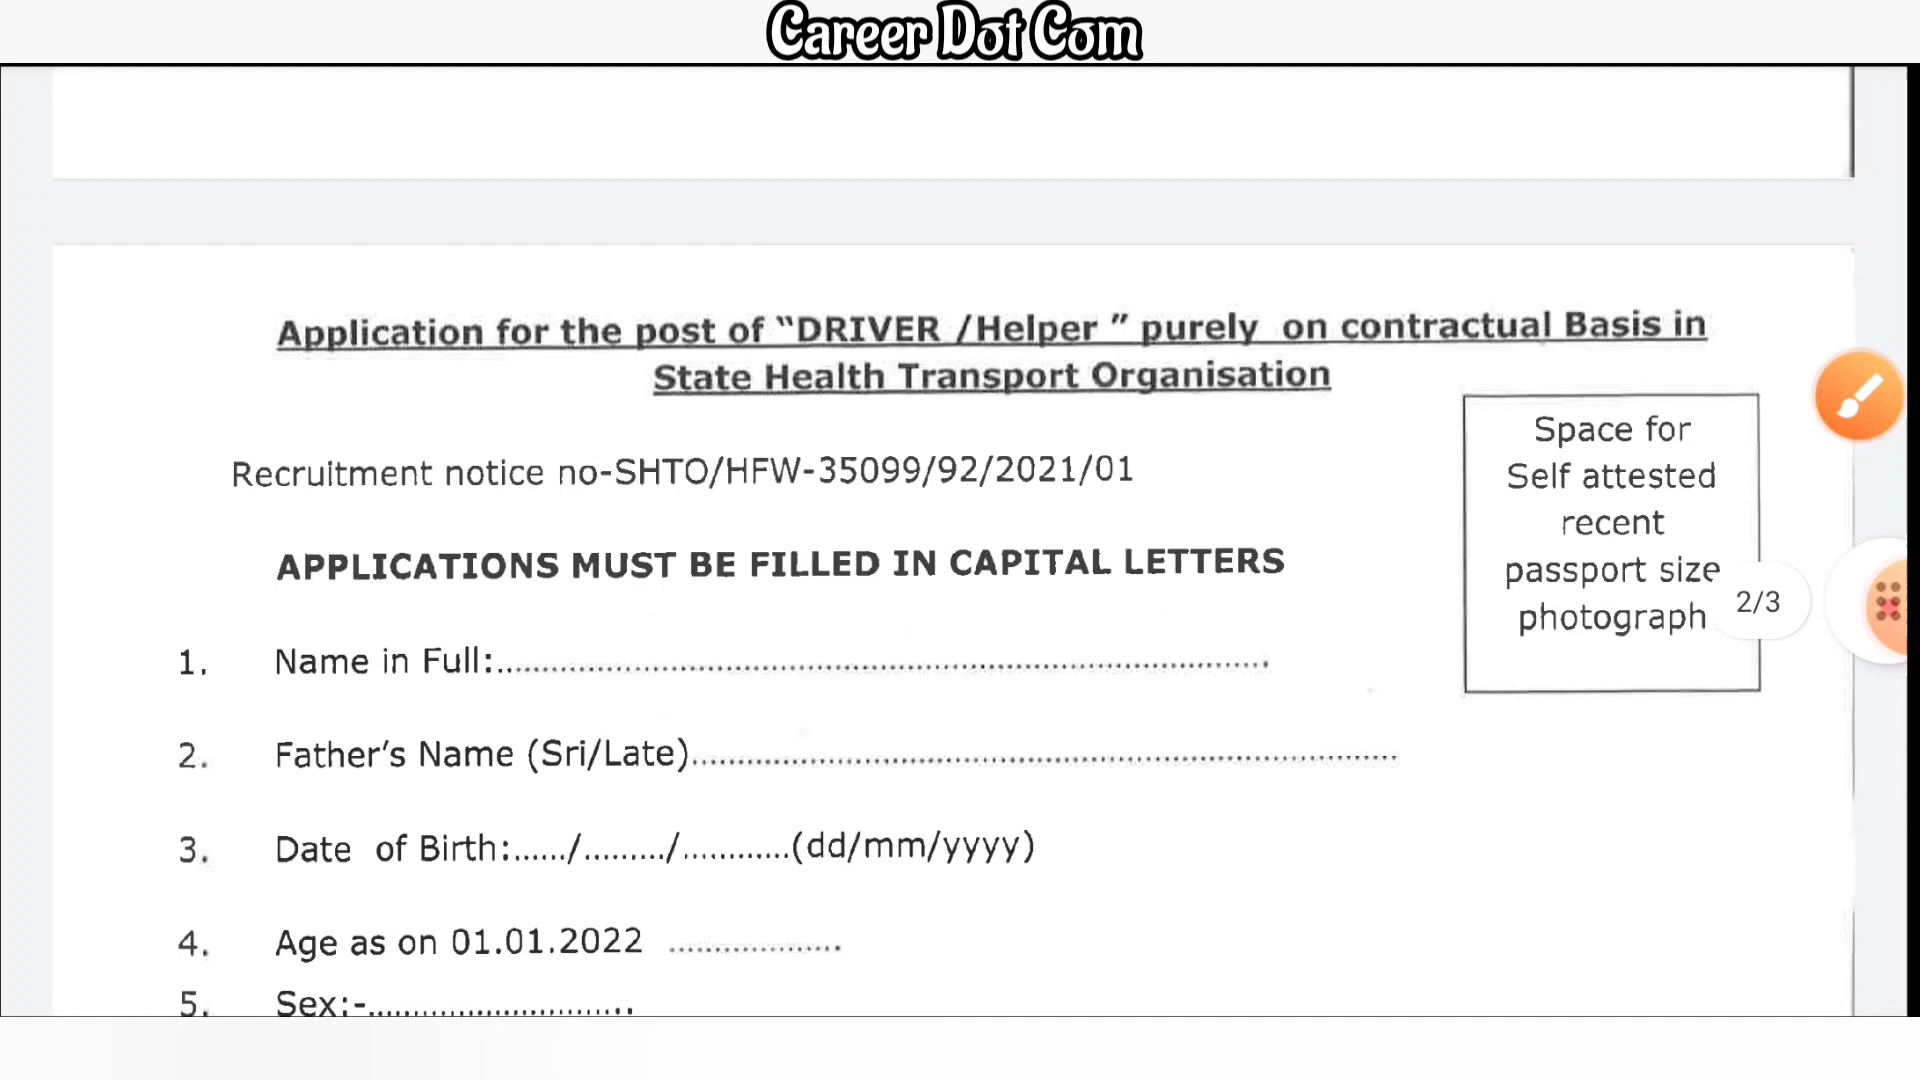 Career Dot Com
Application for the post of “DRIVER /Helper ” purely on contractual Basis in
State Health Transport Organisation
Recruitment notice no-SHTO/HFW-35099/92/2021/01
APPLICATIONS MUST BE FILLED IN CAPITAL LETTERS
Space for
Self attested
recent
passport size
photograph
2/3
1. Name in Full:..........................................................................
2. Father’s Name (Sri/Late)....................................................................
3. Date of Birth:....../........./............(dd/mm/yyyy)
4. Age as on 01.01.2022 ..................
5. Sex:-..........................